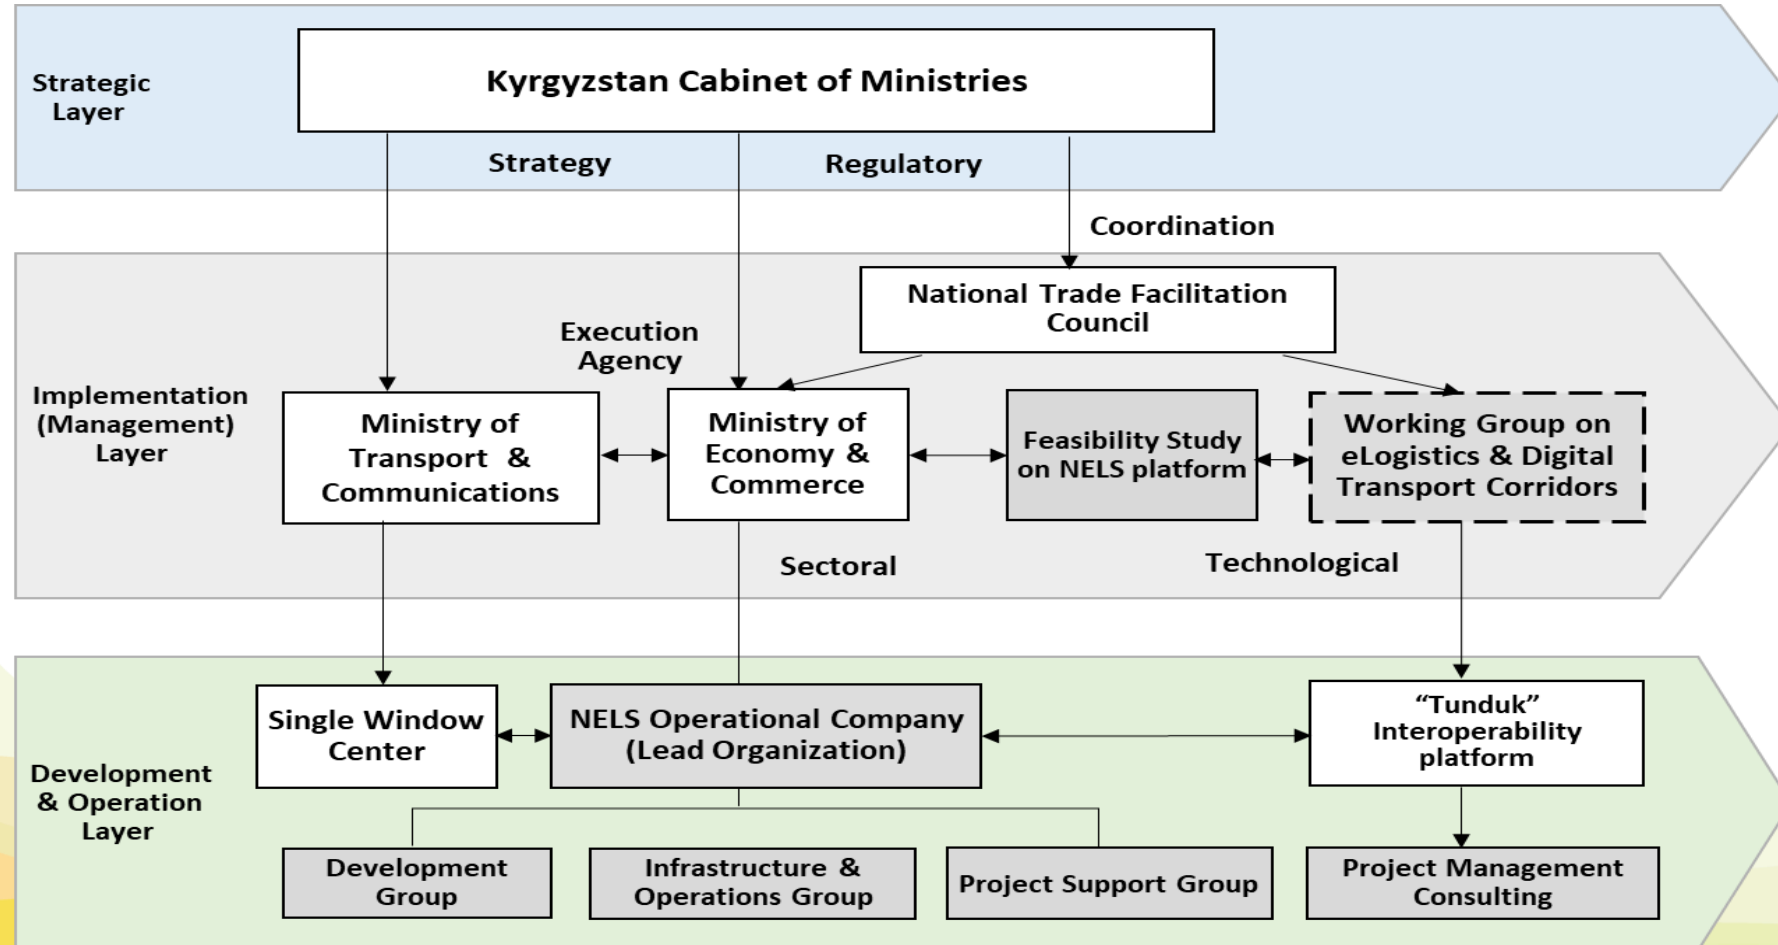 Kyrgyzstan Cabinet of Ministries
Strategic
Layer
Strategy
Regulatory
Coordination
National Trade Facilitation
Council
Execution
Agency
Implementation
(Management)
Layer
Ministry of
Transport &
Communications
Ministry of
Economy &
Commerce
Feasibility Study
on NELS platform
Working Group on
eLogistics & Digital
Transport Corridors
Sectoral
Technological
Single Window
Center
NELS Operational Company
(Lead Organization)
“Tunduk”
Interoperability
platform
Development
& Operation
Layer
Development
Group
Infrastructure &
Operations Group
Project Support Group
Project Management
Consulting